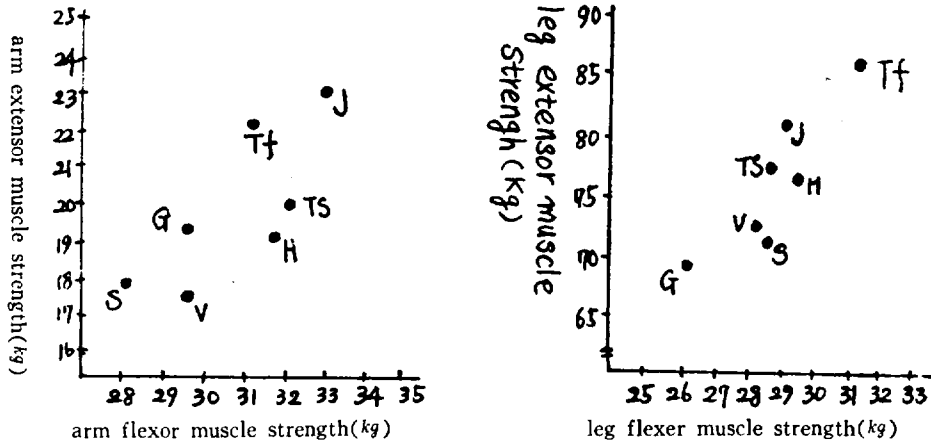 arm extensor muscle strength(kg)
25
24
23
22
21
20
19
18
17
16
J
Tf
TS
G
H
S
V
28 29 30 31 32 33 34 35
arm flexor muscle strength(kg)
leg extensor muscle
strengh(kg)
90
85
80
75
70
65
Tf
J
TS
H
V
S
G
25 26 27 28 29 30 31 32 33
leg flexer muscle strength(kg)